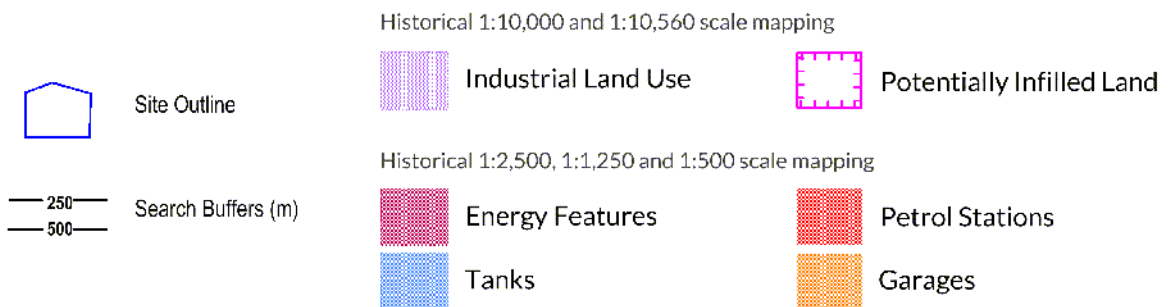 Historical 1:10,000 and 1:10,560 scale mapping
Industrial Land Use
Potentially Infilled Land
Site Outline
Historical 1:2,500, 1:1,250 and 1:500 scale mapping
250
500
Search Buffers (m)
Energy Features
Petrol Stations
Tanks
Garages